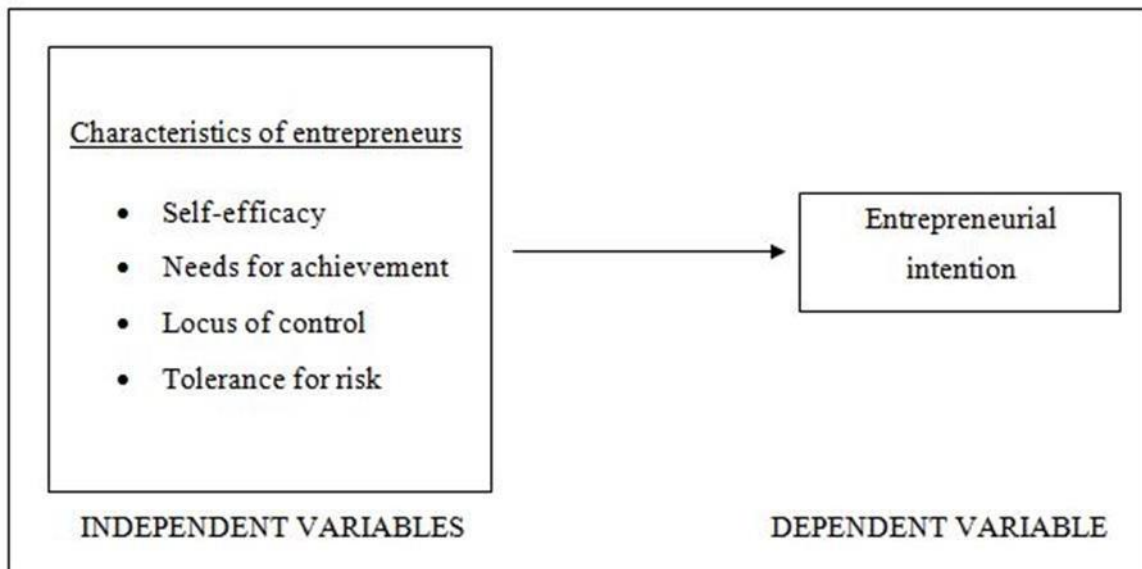 Characteristics of entrepreneurs
• Self-efficacy
• Needs for achievement
• Locus of control
• Tolerance for risk
Entrepreneurial
intention
INDEPENDENT VARIABLES
DEPENDENT VARIABLE